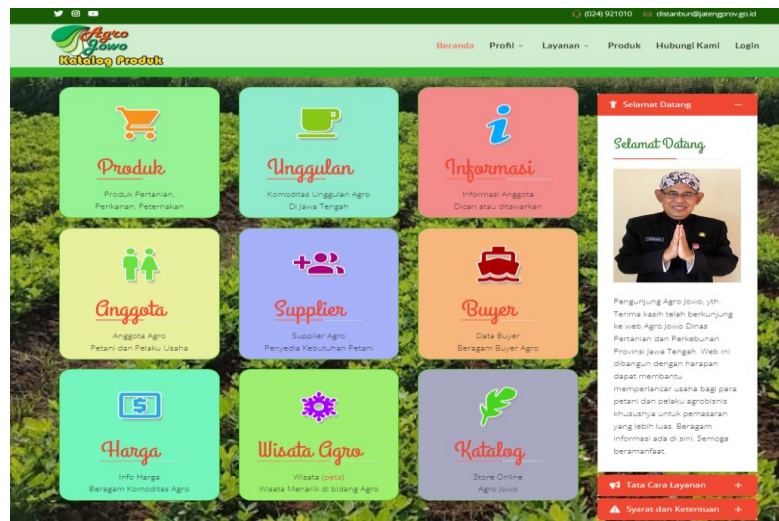 (024) 921010 distanbun@jatengprov.go.id
Agro
Jowo
Katalog Produk
Beranda Profil Layanan Produk Hubungi Kami Login
Produk
Produk Pertanian,
Perikanan, Peternakan
Unggulan
Komoditas Unggulan Agro
Di Jawa Tengah
Informasi
Informasi Anggota
Dicari atau ditawarkan
Anggota
Anggota Agro
Petani dan Pelaku Usaha
Supplier
Supplier Agro
Penyedia Kebutuhan Petani
Buyer
Data Buyer
Beragam Buyer Agro
Harga
Info Harga
Beragam Komoditas Agro
Wisata Agro
Wisata (peta)
Wisata Menarik di bidang Agro
Katalog
Store Online
Agro Jowo
Selamat Datang
Selamat Datang
Pengunjung Agro Jowo, yth.
Terima kasih telah berkunjung
ke web Agro Jowo Dinas
Pertanian dan Perkebunan
Provinsi Jawa Tengah. Web ini
dibangun dengan harapan
dapat membantu
memperlancar usaha bagi para
petani dan pelaku agrobisnis
khususnya untuk pemasaran
yang lebih luas. Beragam
informasi ada di sini. Semoga
beramanfaat.
Tata Cara Layanan
Syarat dan Ketentuan